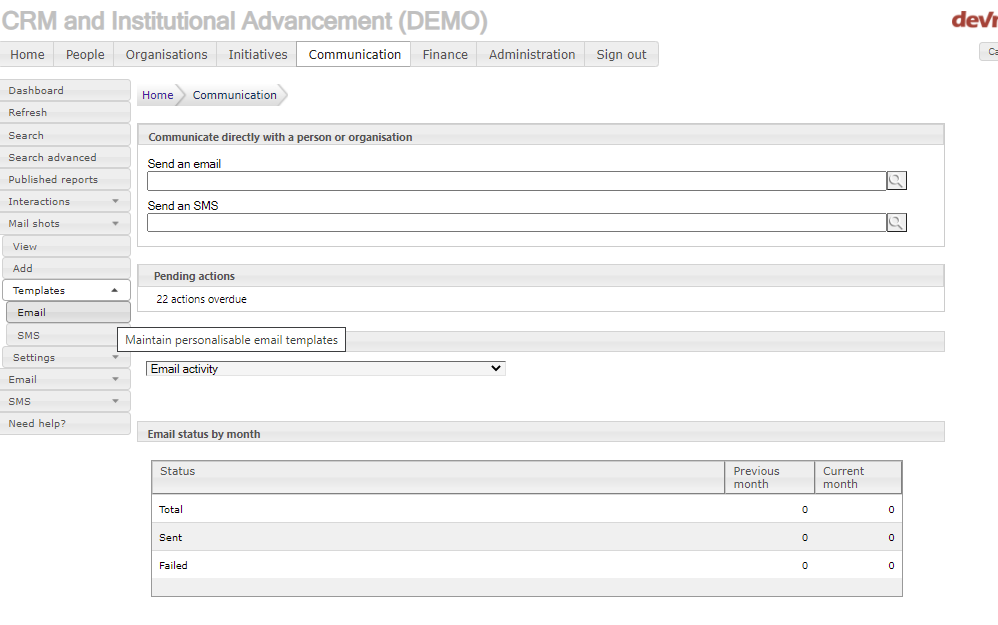 CRM and Institutional Advancement (DEMO)
Home People Organisations Initiatives Communication Finance Administration Sign out
Dashboard
Refresh
Search
Search advanced
Published reports
Interactions
Mail shots
View
Add
Templates
Email
SMS
Settings
Email
SMS
Need help?
Home Communication
Communicate directly with a person or organisation
Send an email
Send an SMS
Pending actions
22 actions overdue
Maintain personalisable email templates
Email activity
Email status by month
Status Previous month Current month
Total 0 0
Sent 0 0
Failed 0 0